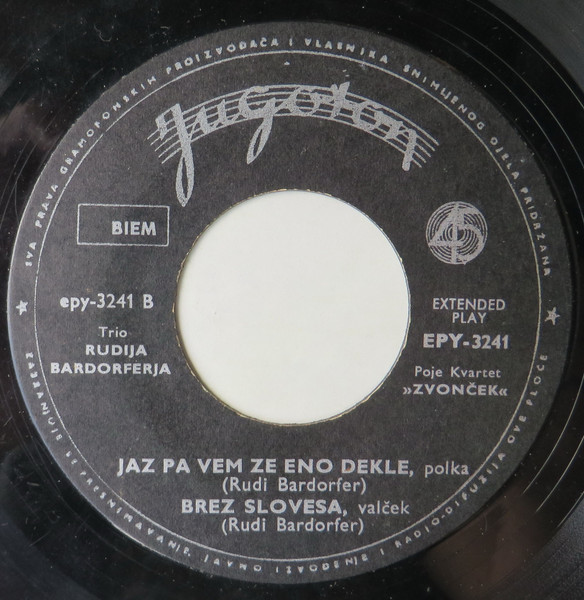 ★ SVA PRAVA GRAMOFONSKIH PROIZVOĐAČA I VLASNIKA SNIMLJENOG DJELA PRIDRŽANA ★
Jugoton
BIEM
45
epy-3241 B
Trio
RUDIJA
BARDORFERJA
EXTENDED
PLAY
EPY-3241
Poje Kvartet
»ZVONČEK«
JAZ PA VEM ZE ENO DEKLE, polka
(Rudi Bardorfer)
BREZ SLOVESA, valček
(Rudi Bardorfer)
ZABRANJUJE SE PRESNIMAVANJE, JAVNO IZVOĐENJE I RADIO-DIFUZIJA OVE PLOČE